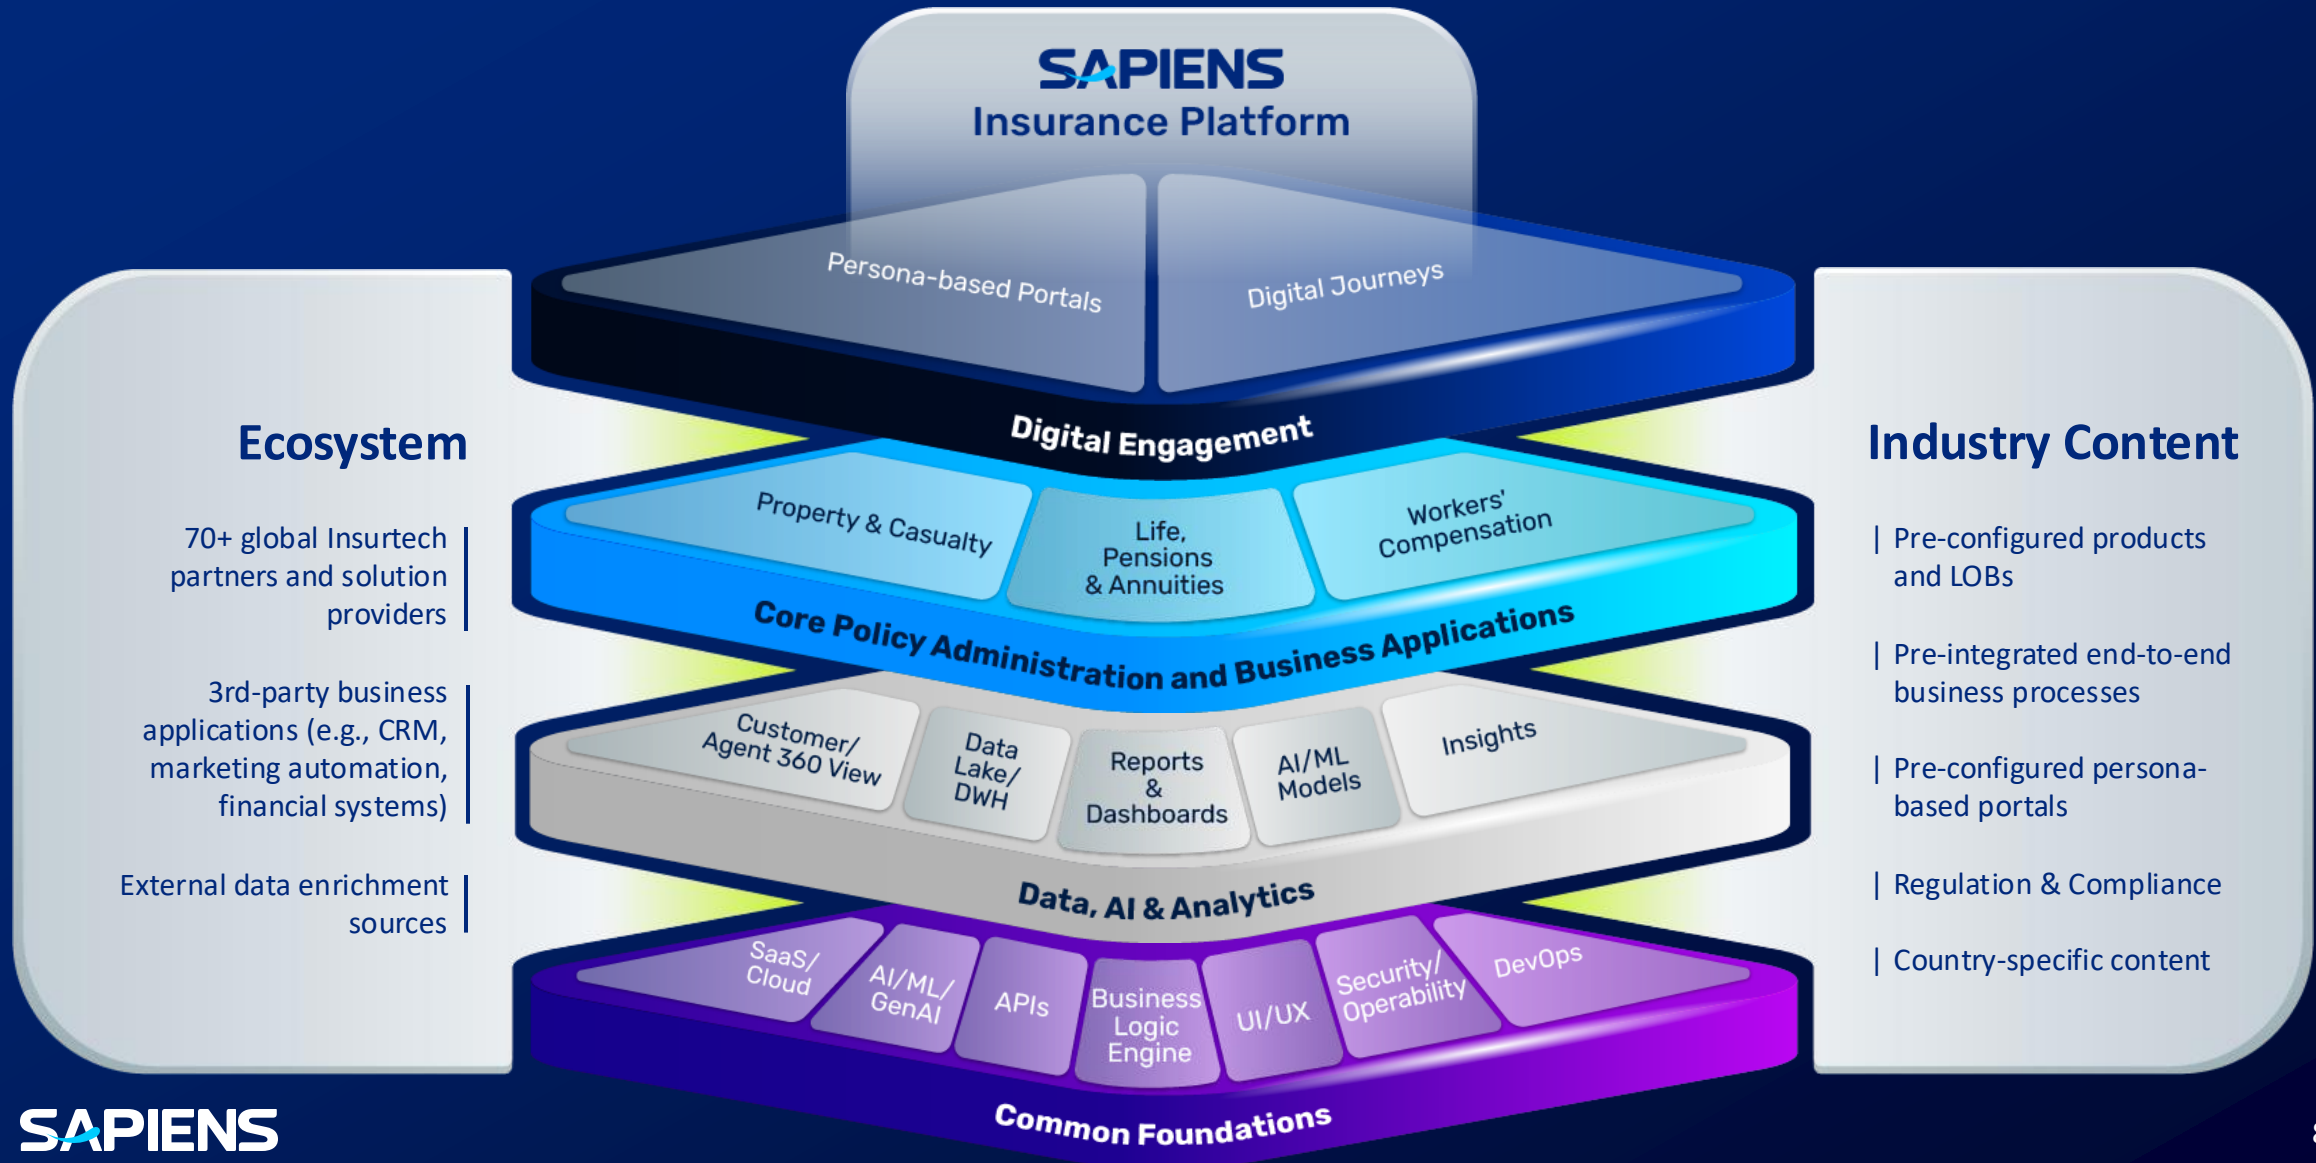 SAPIENS
Insurance Platform
Persona-based Portals
Digital Journeys
Digital Engagement
Property & Casualty
Life,
Pensions
& Annuities
Workers'
Compensation
Core Policy Administration and Business Applications
Customer/
Agent 360 View
Data
Lake/
DWH
Reports
&
Dashboards
AI/ML
Models
Insights
Data, AI & Analytics
SaaS/
Cloud
AI/ML/
GenAI
APIs
Business
Logic
Engine
UI/UX
Security/
Operability
DevOps
Common Foundations
Ecosystem
70+ global Insurtech
partners and solution
providers
3rd-party business
applications (e.g., CRM,
marketing automation,
financial systems)
External data enrichment
sources
Industry Content
| Pre-configured products
and LOBs
| Pre-integrated end-to-end
business processes
| Pre-configured persona-
based portals
| Regulation & Compliance
| Country-specific content
SAPIENS